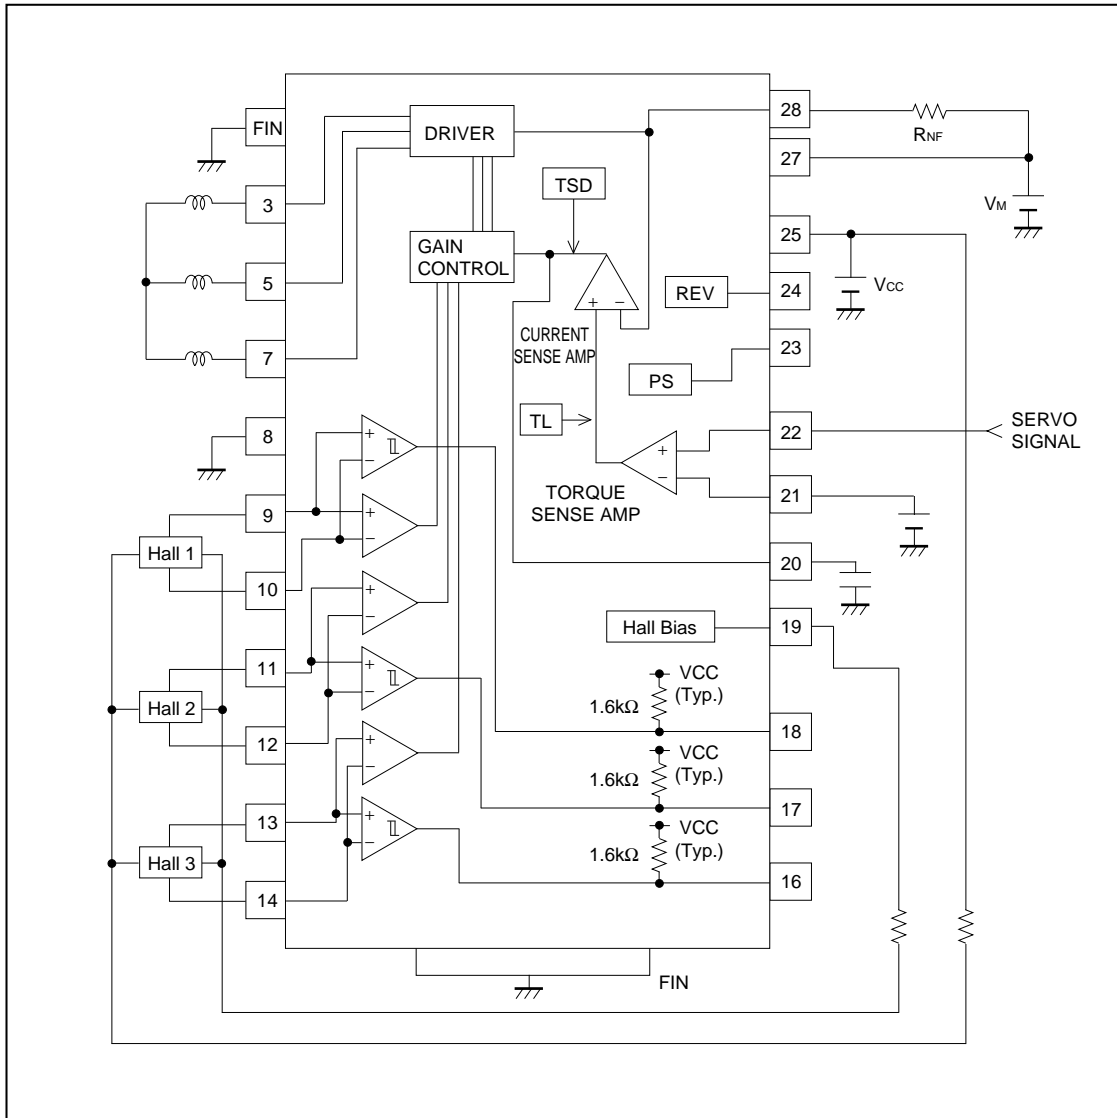 FIN
DRIVER
28
RNF
27
TSD
3
VM
25
GAIN
CONTROL
5
REV
24
VCC
+
−
CURRENT
SENSE AMP
23
7
PS
TL
22
SERVO
SIGNAL
8
+
−
+
−
21
TORQUE
SENSE AMP
9
+
−
Hall 1
20
10
+
−
Hall Bias
19
11
+
−
VCC
(Typ.)
1.6kΩ
Hall 2
18
12
+
−
VCC
(Typ.)
1.6kΩ
17
13
+
−
VCC
(Typ.)
1.6kΩ
Hall 3
16
14
FIN